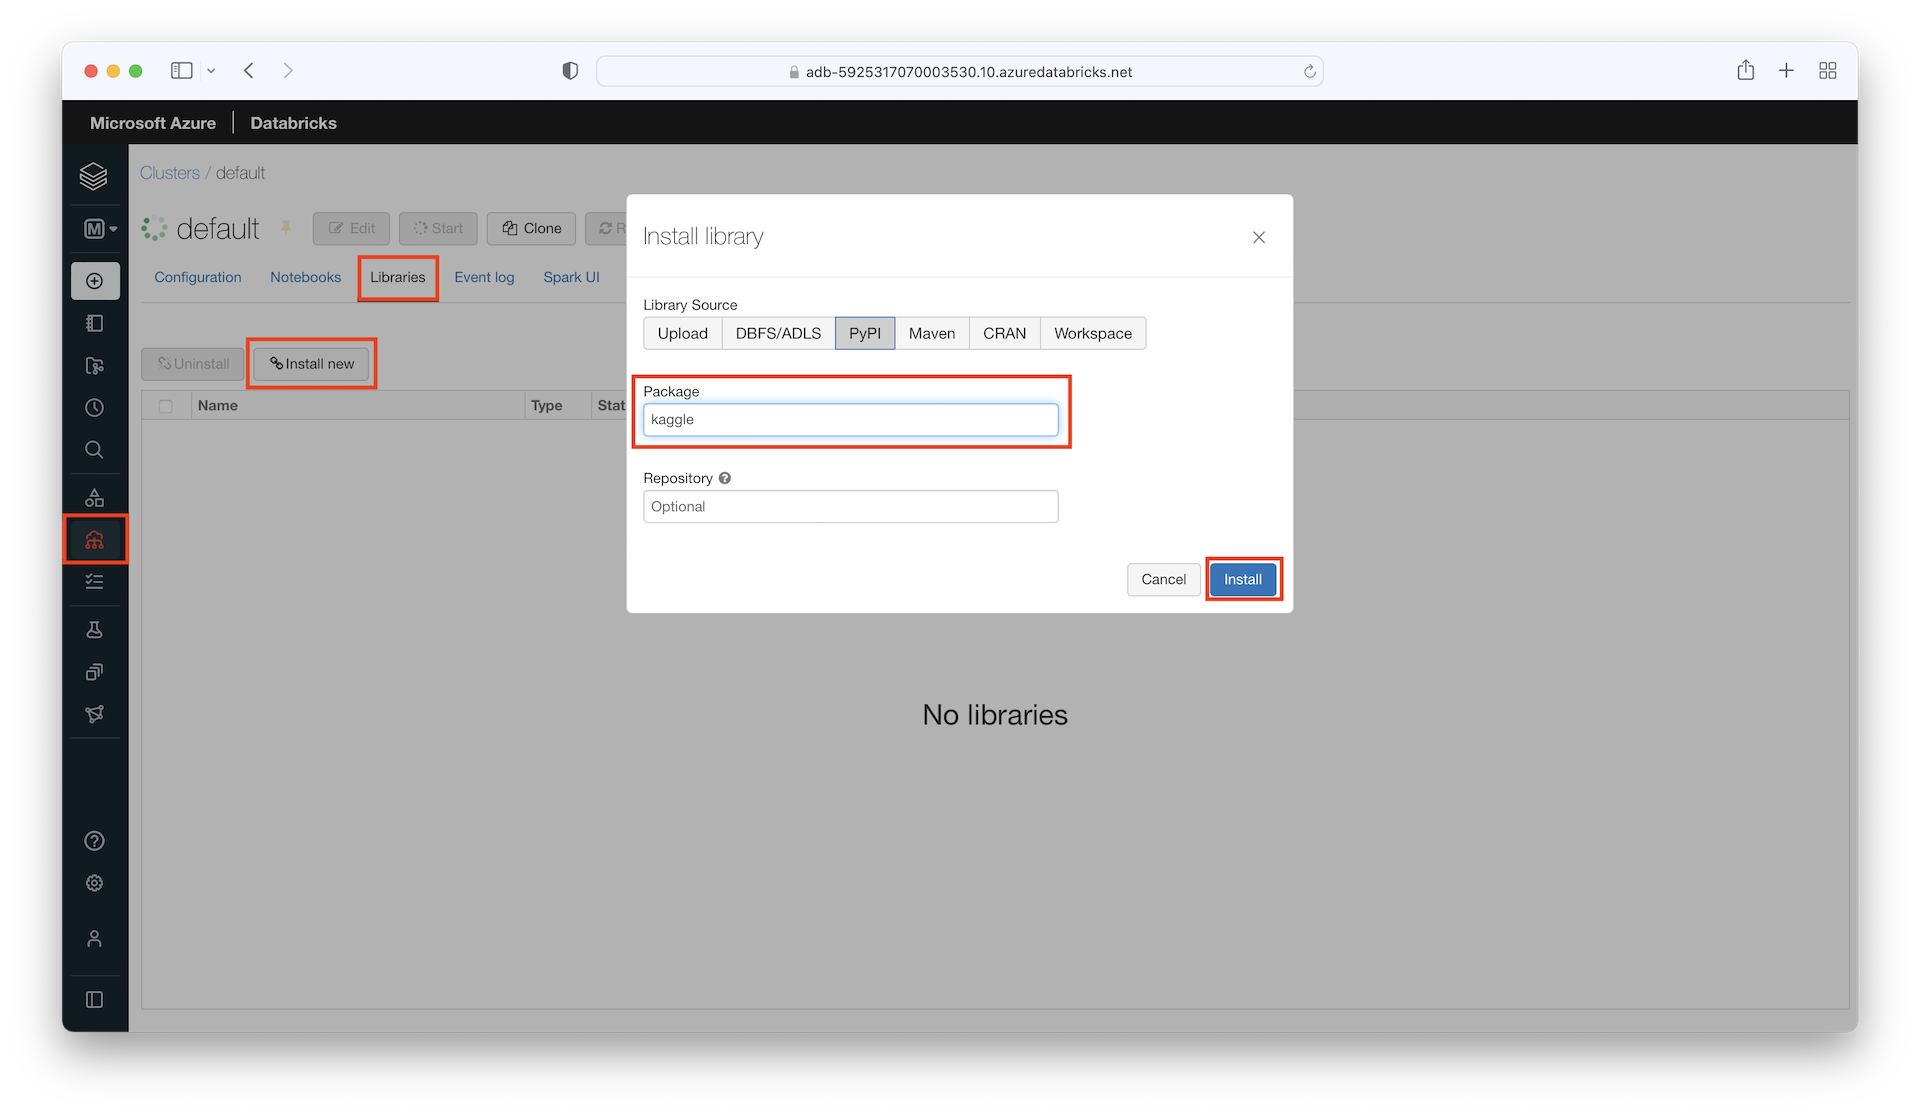 adb-5925317070003530.10.azuredatabricks.net
Microsoft Azure Databricks
Clusters / default
M
default Edit Start Clone R
Configuration Notebooks Libraries Event log Spark UI
Uninstall Install new
Name Type Stat
Install library
Library Source
Upload DBFS/ADLS PyPI Maven CRAN Workspace
Package
kaggle
Repository ?
Optional
Cancel Install
No libraries
?